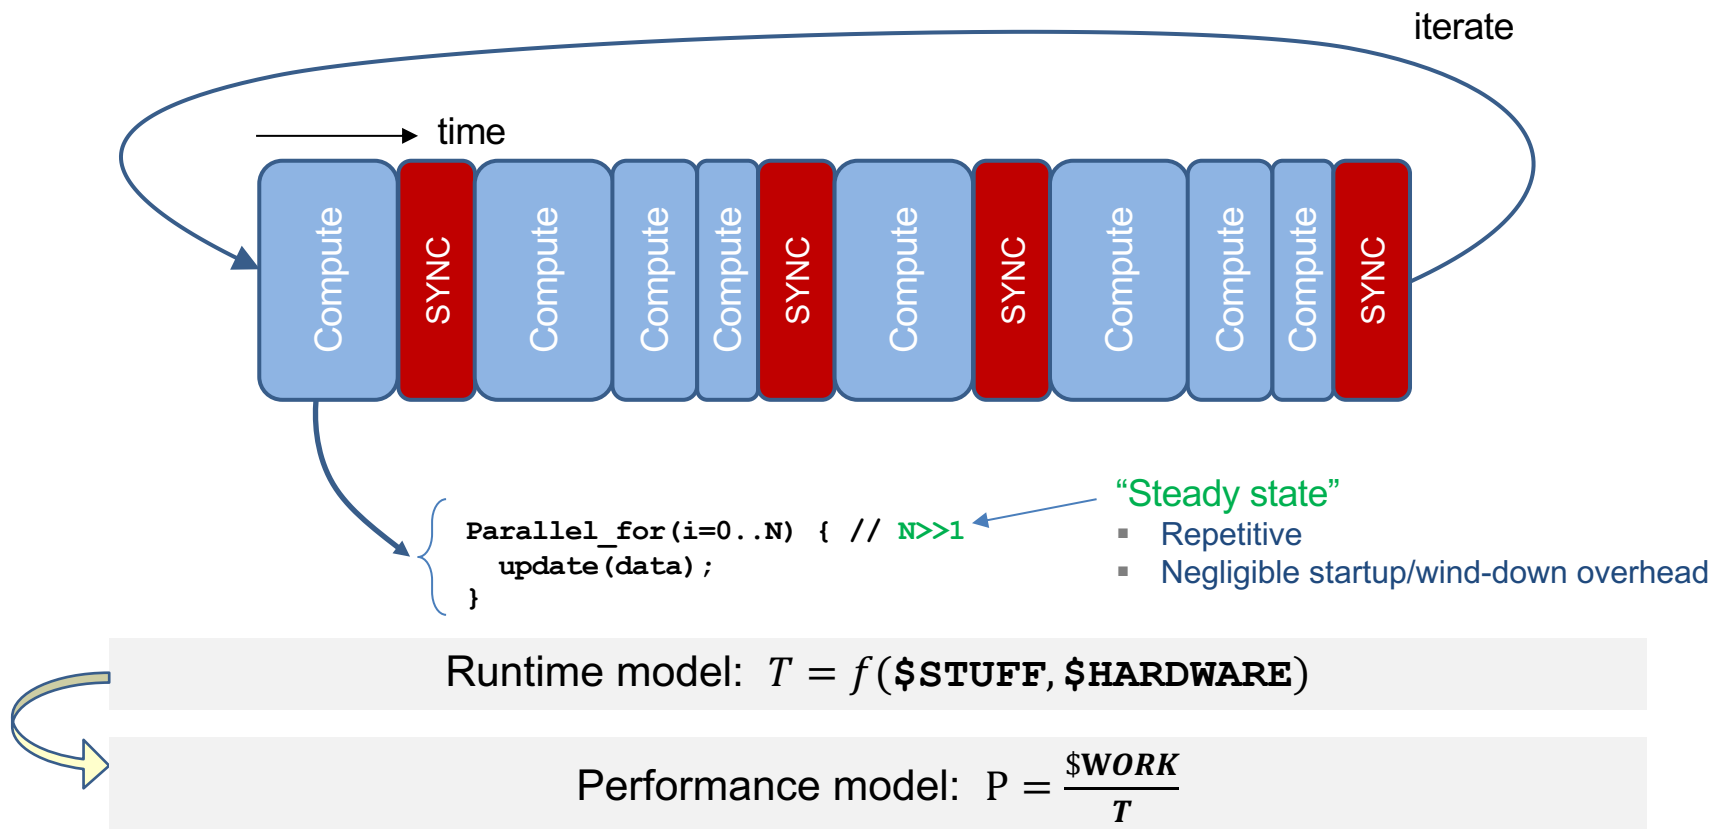 iterate
time
Compute
SYNC
Compute
Compute
Compute
SYNC
Compute
SYNC
Compute
Compute
Compute
SYNC
Parallel_for(i=0..N) { // N>>1
update(data);
}
“Steady state”
▪ Repetitive
▪ Negligible startup/wind-down overhead
Runtime model: T = f($STUFF, $HARDWARE)
Performance model: P = $WORK / T